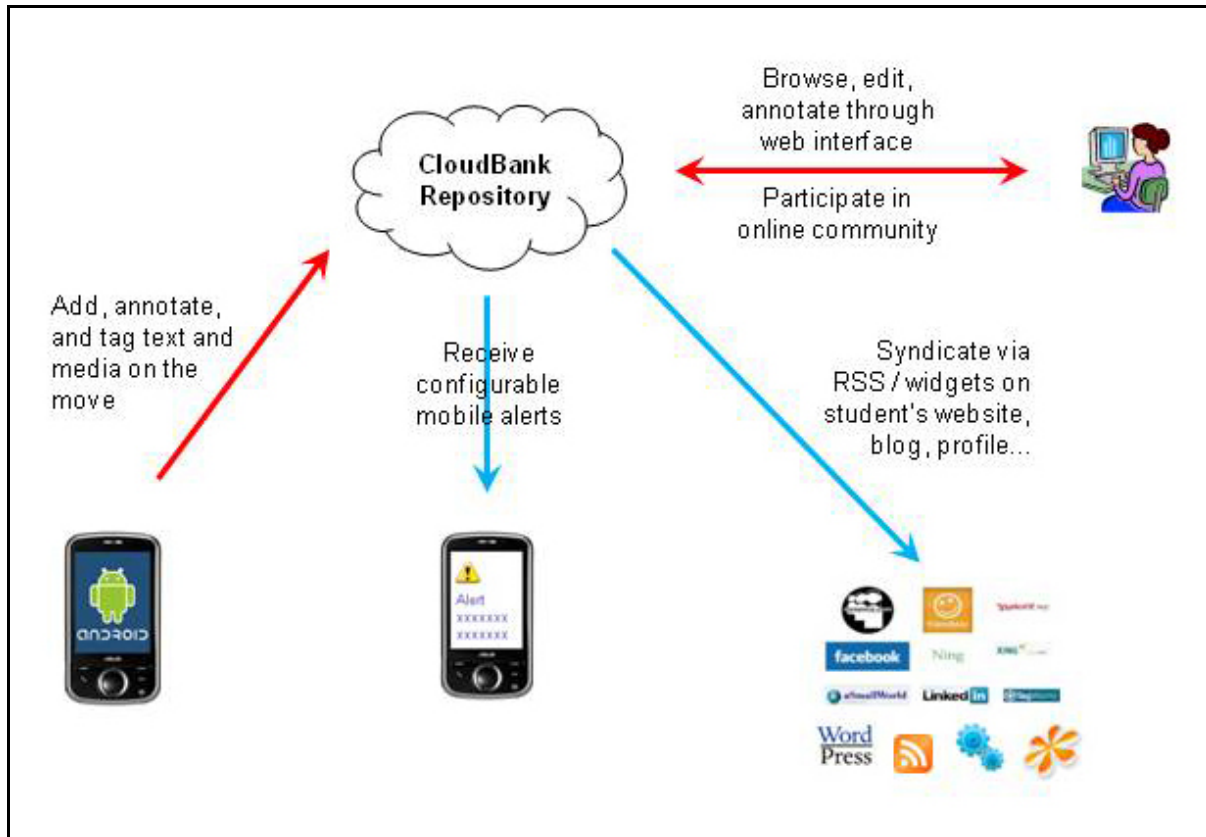 Browse, edit,
annotate through
web interface
CloudBank
Repository
Participate in
online community
Add, annotate,
and tag text and
media on the
move
Receive
configurable
mobile alerts
Syndicate via
RSS / widgets on
student's website,
blog, profile...
ANDROID
Alert
xxxxxxx
xxxxxxx
facebook
Ning
XING
aSmallWorld
Linked in
Word
Press